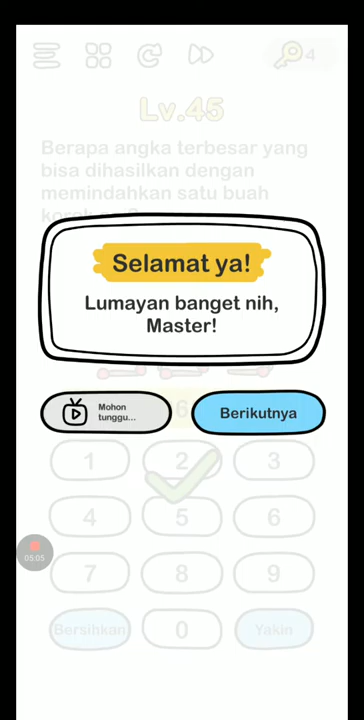 4
Lv.45
Berapa angka terbesar yang
bisa dihasilkan dengan
memindahkan satu buah
Selamat ya!
Lumayan banget nih,
Master!
Mohon
tunggu...
Berikutnya
1 2 3
4 5 6
05:05
7 8 9
Bersihkan 0 Yakin